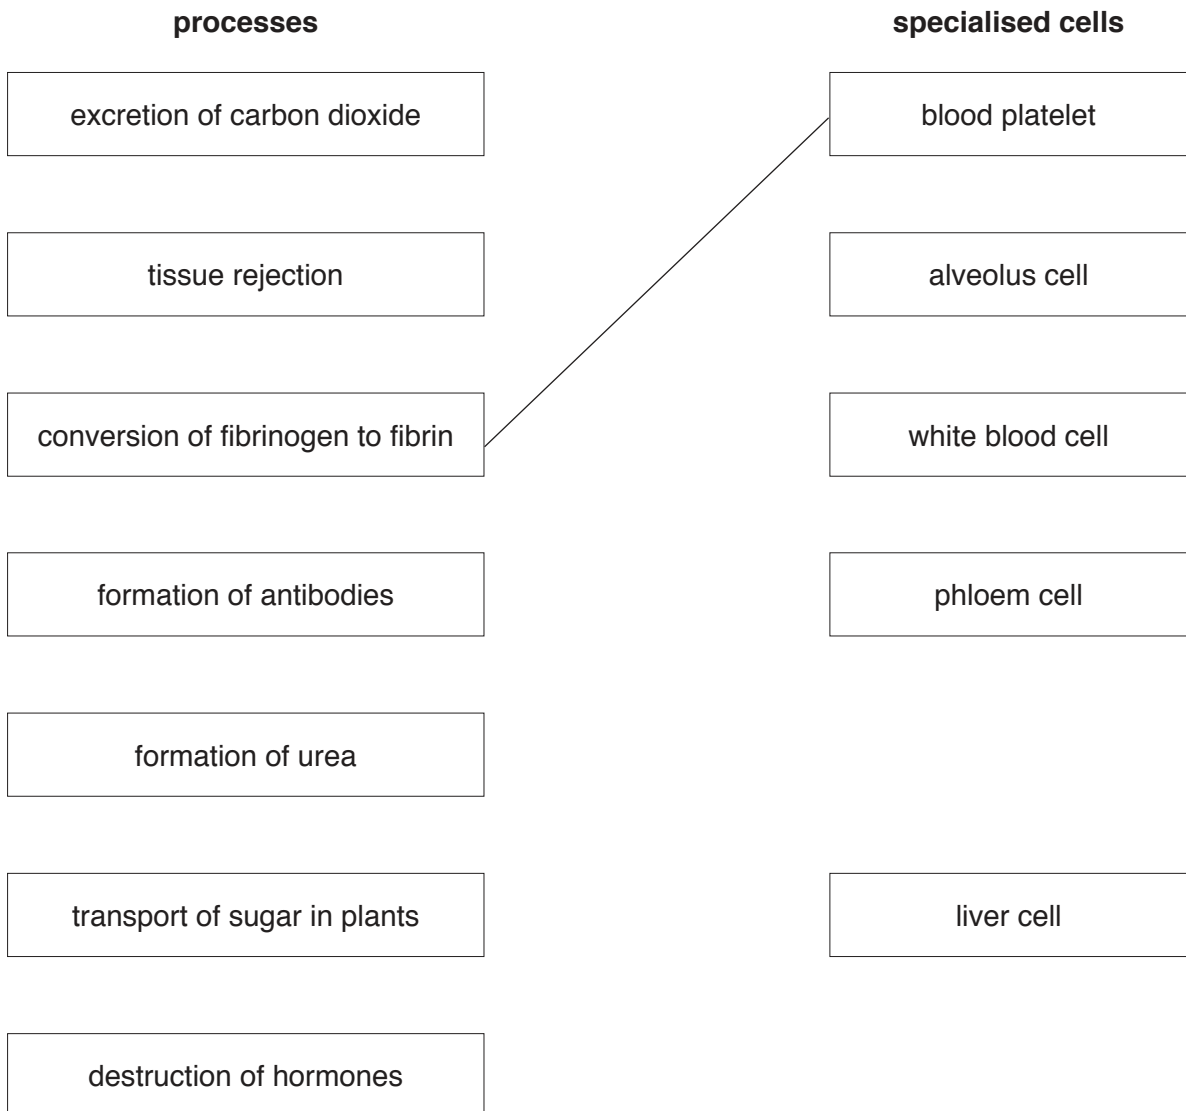 processes
specialised cells
excretion of carbon dioxide
blood platelet
tissue rejection
alveolus cell
conversion of fibrinogen to fibrin
white blood cell
formation of antibodies
phloem cell
formation of urea
transport of sugar in plants
liver cell
destruction of hormones